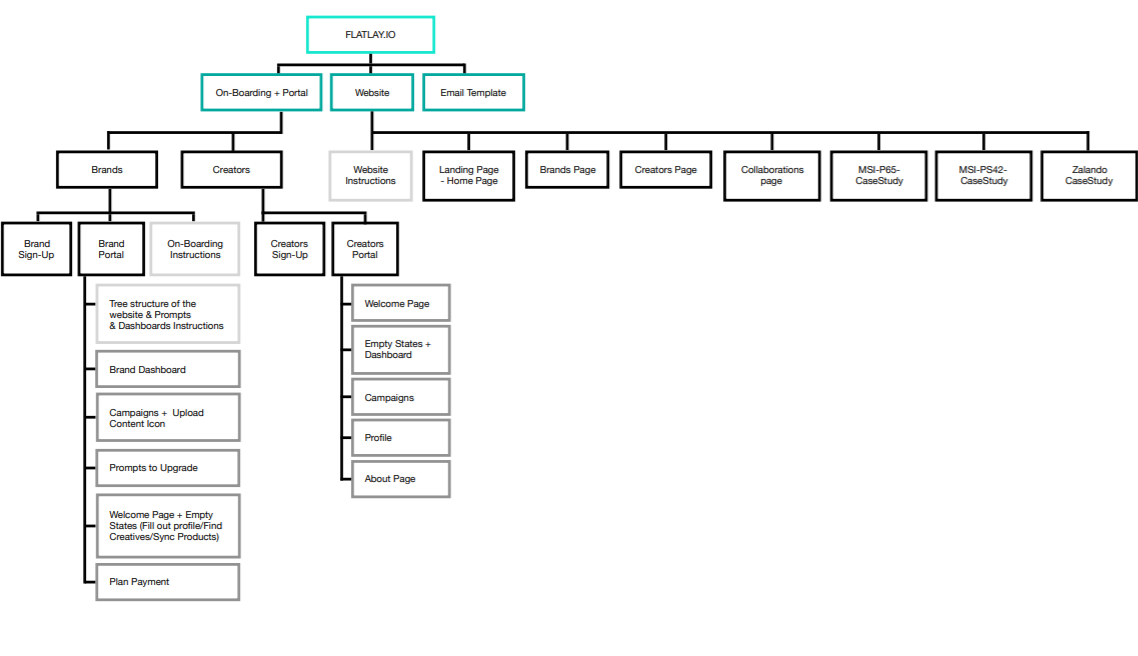 FLATLAY.IO
On-Boarding + Portal
Website
Email Template
Brands
Creators
Website
Instructions
Landing Page
- Home Page
Brands Page
Creators Page
Collaborations
page
MSI-P65-
CaseStudy
MSI-PS42-
CaseStudy
Zalando
CaseStudy
Brand
Sign-Up
Brand
Portal
On-Boarding
Instructions
Creators
Sign-Up
Creators
Portal
Tree structure of the
website & Prompts
& Dashboards Instructions
Brand Dashboard
Campaigns + Upload
Content Icon
Prompts to Upgrade
Welcome Page + Empty
States (Fill out profile/Find
Creatives/Sync Products)
Plan Payment
Welcome Page
Empty States +
Dashboard
Campaigns
Profile
About Page